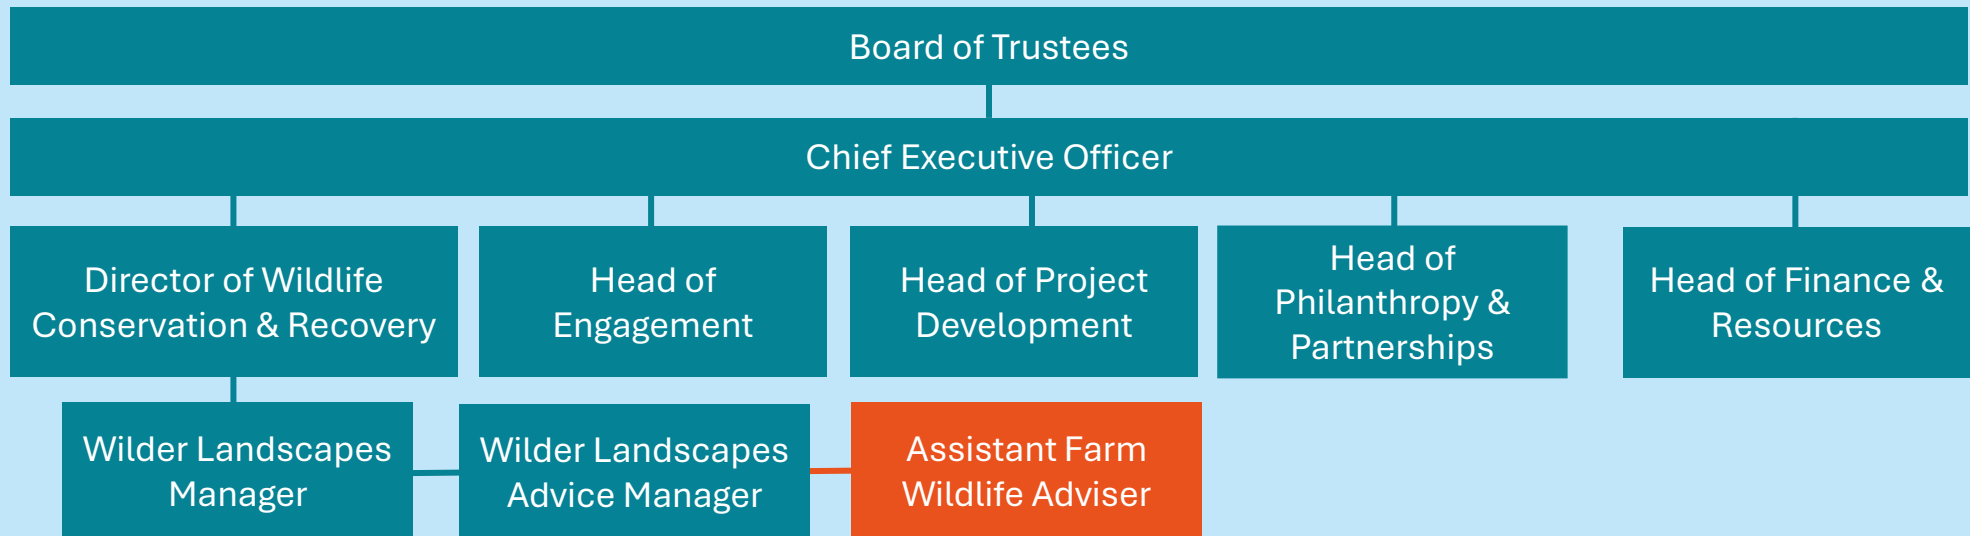 Board of Trustees
Chief Executive Officer
Director of Wildlife
Conservation & Recovery
Head of
Engagement
Head of Project
Development
Head of
Philanthropy &
Partnerships
Head of Finance &
Resources
Wilder Landscapes
Manager
Wilder Landscapes
Advice Manager
Assistant Farm
Wildlife Adviser